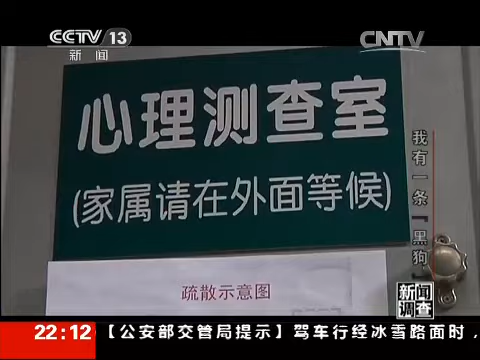 CCTV 13
新闻
CNTV
心理测查室
(家属请在外面等候)
我有一条「黑狗」
疏散示意图
新闻
调查
22:12 【公安部交管局提示】驾车行经冰雪路面时，